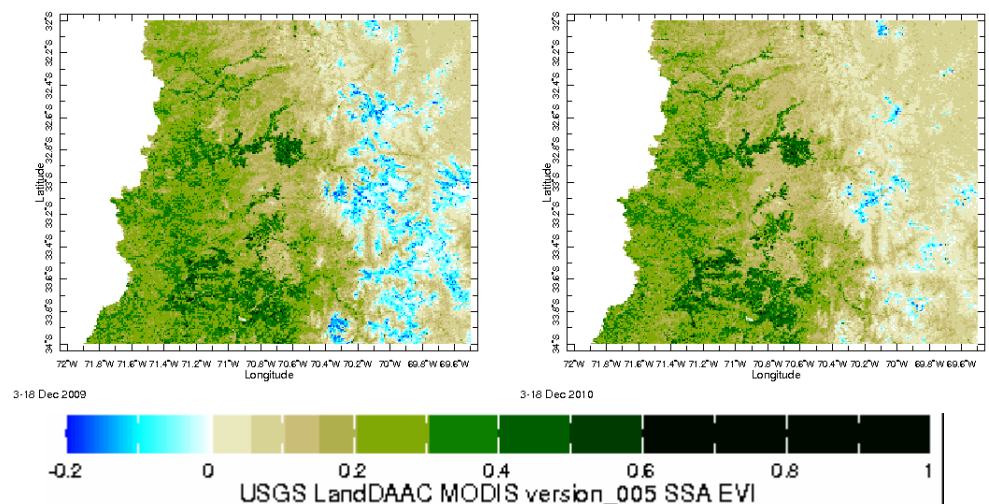 32°S
32.2°S
32.4°S
32.6°S
32.8°S
33°S
33.2°S
33.4°S
33.6°S
33.8°S
34°S
Latitude
72°W 71.8°W 71.6°W 71.4°W 71.2°W 71°W 70.8°W 70.6°W 70.4°W 70.2°W 70°W 69.8°W 69.6°W
Longitude
3-18 Dec 2009
32°S
32.2°S
32.4°S
32.6°S
32.8°S
33°S
33.2°S
33.4°S
33.6°S
33.8°S
34°S
Latitude
72°W 71.8°W 71.6°W 71.4°W 71.2°W 71°W 70.8°W 70.6°W 70.4°W 70.2°W 70°W 69.8°W 69.6°W
Longitude
3-18 Dec 2010
-0.2 0 0.2 0.4 0.6 0.8 1
USGS LandDAAC MODIS version_005 SSA EVI